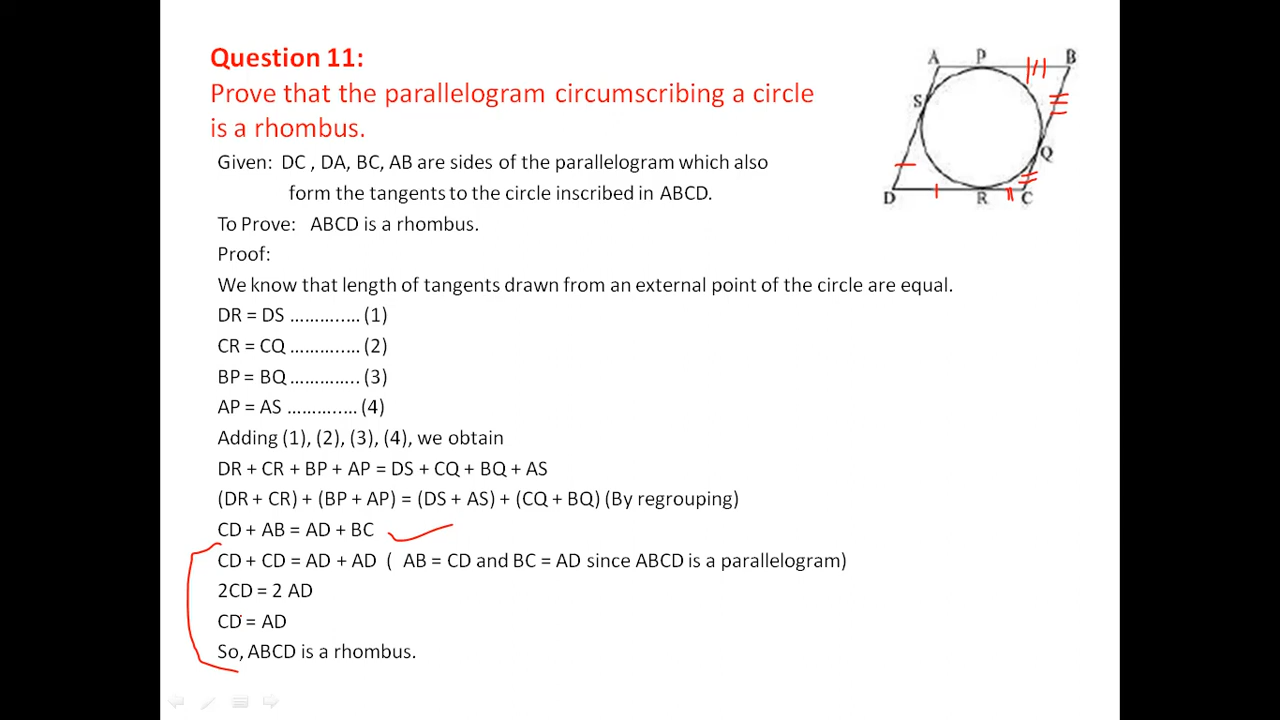 Question 11:
Prove that the parallelogram circumscribing a circle
is a rhombus.
Given: DC , DA, BC, AB are sides of the parallelogram which also
form the tangents to the circle inscribed in ABCD.
To Prove: ABCD is a rhombus.
Proof:
We know that length of tangents drawn from an external point of the circle are equal.
DR = DS ……….…. (1)
CR = CQ ……….…. (2)
BP = BQ …………. (3)
AP = AS ……….…. (4)
Adding (1), (2), (3), (4), we obtain
DR + CR + BP + AP = DS + CQ + BQ + AS
(DR + CR) + (BP + AP) = (DS + AS) + (CQ + BQ) (By regrouping)
CD + AB = AD + BC
CD + CD = AD + AD ( AB = CD and BC = AD since ABCD is a parallelogram)
2CD = 2 AD
CD = AD
So, ABCD is a rhombus.
A P B
S
Q
D R C